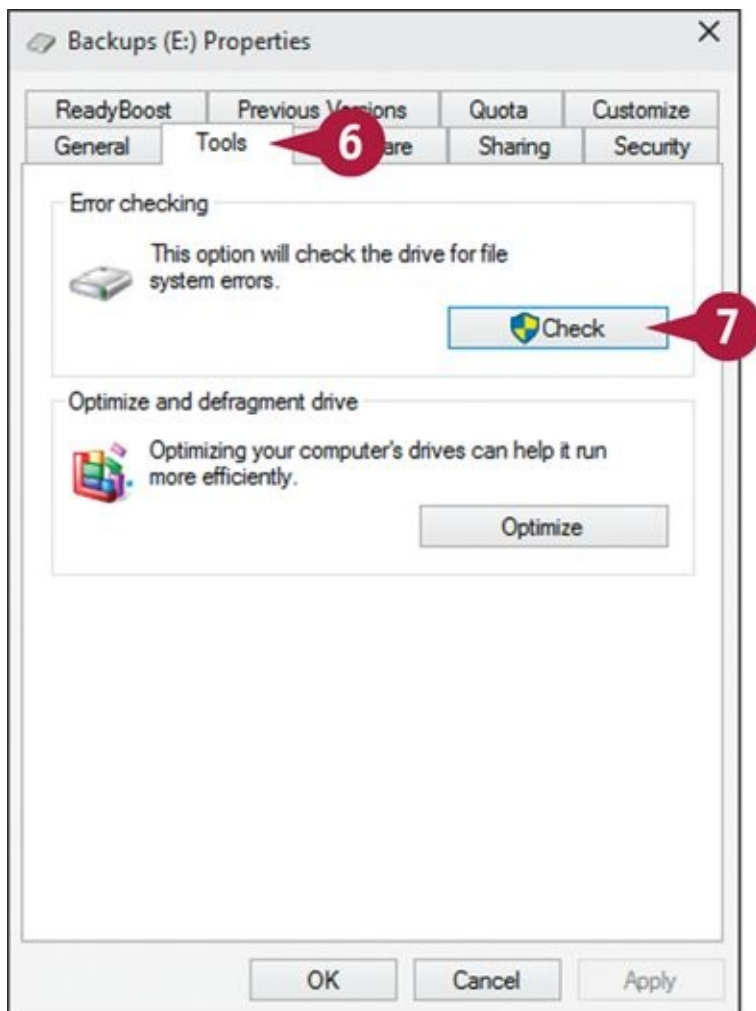 Backups (E:) Properties
ReadyBoost Previous Versions Quota Customize
General Tools 6 are Sharing Security
Error checking
This option will check the drive for file
system errors.
Check 7
Optimize and defragment drive
Optimizing your computer's drives can help it run
more efficiently.
Optimize
OK Cancel Apply